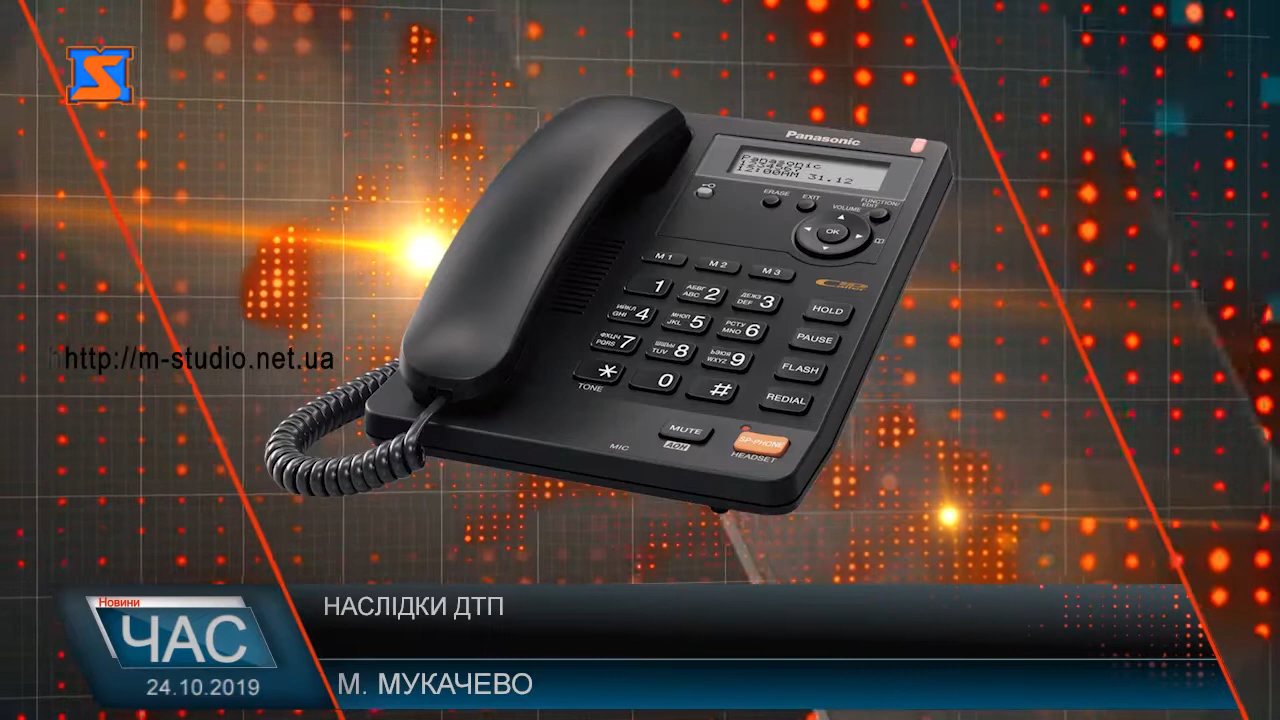 Panasonic
Panasonic
12:00AM 31.12
ERASE
EXIT
FUNCTION/
EDIT
VOLUME
OK
M 1
M 2
M 3
1
АБВГ
ABC
2
ДЕЖЗ
DEF
3
HOLD
ИЙКЛ
GHI
4
МНОП
JKL
5
РСТУ
MNO
6
PAUSE
ФХЦЧ
PQRS
7
ШЩЫ
TUV
8
ЬЭЮЯ
WXYZ
9
FLASH
*
TONE
0
#
REDIAL
MUTE
АОН
MIC
SP-PHONE
HEADSET
http://m-studio.net.ua
НАСЛІДКИ ДТП
Новини
ЧАС
24.10.2019
М. МУКАЧЕВО